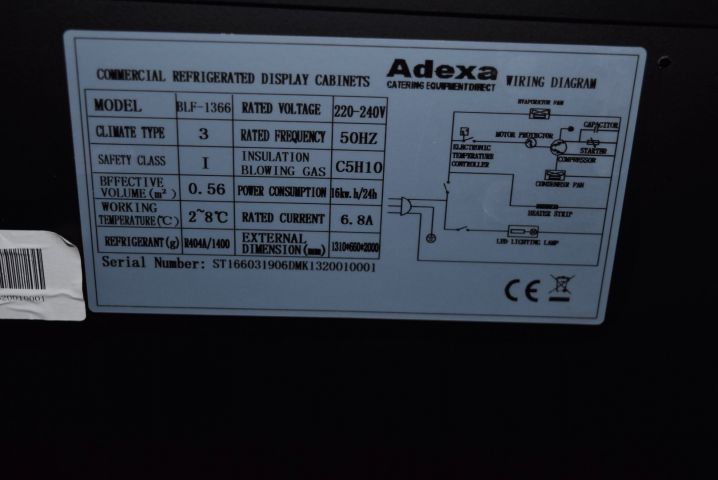 COMMERCIAL REFRIGERATED DISPLAY CABINETS
Adexa
CATERING EQUIPMENT DIRECT
WIRING DIAGRAM
MODEL BLF-1366 RATED VOLTAGE 220-240V
CLIMATE TYPE 3 RATED FREQUENCY 50HZ
SAFETY CLASS I INSULATION BLOWING GAS C5H10
EFFECTIVE VOLUME(m²) 0.56 POWER CONSUMPTION 16kw.h/24h
WORKING TEMPERATURE(℃) 2~8℃ RATED CURRENT 6.8A
REFRIGERANT(g) R404A/1400 EXTERNAL DIMENSION(mm) 1310*660*2000
Serial Number: ST166031906DMK1320010001
EVAPORATOR FAN
CAPACITOR
MOTOR PROTECTOR
STARTER
ELECTRONIC
TEMPERATURE
CONTROLLER
COMPRESSOR
CONDENSER FAN
HEATER STRIP
LED LIGHTING LAMP
CE
20010001